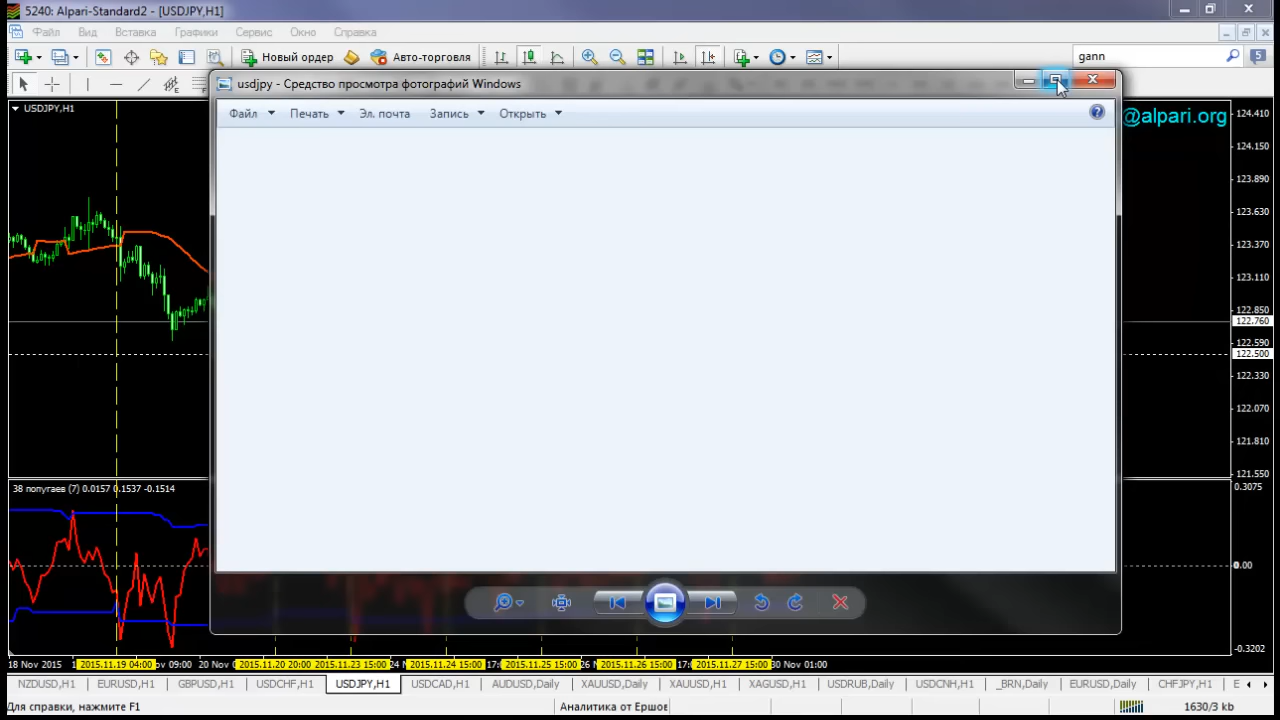 5240: Alpari-Standard2 - [USDJPY,H1]
Файл Вид Вставка Графики Сервис Окно Справка
Новый ордер Авто-торговля gann 5
usdjpy - Средство просмотра фотографий Windows
Файл Печать Эл. почта Запись Открыть
USDJPY,H1
@alpari.org
124.410
124.150
123.890
123.630
123.370
123.110
122.850
122.760
122.590
122.500
122.330
122.070
121.810
121.550
38 попугаев (7) 0.0157 0.1537 -0.1514
0.3075
0.00
-0.3202
18 Nov 2015 2015.11.19 04:00 09:00 20 Nov 2015.11.20 20:00 2015.11.23 15:00 24 2015.11.24 15:00 2015.11.25 15:00 26 2015.11.26 15:00 2015.11.27 15:00 30 Nov 01:00
NZDUSD,H1 EURUSD,H1 GBPUSD,H1 USDCHF,H1 USDJPY,H1 USDCAD,H1 AUDUSD,Daily XAUUSD,Daily XAUUSD,H1 XAGUSD,H1 USDRUB,Daily USDCNH,H1 _BRN,Daily EURUSD,Daily CHFJPY,H1 E
Для справки, нажмите F1 Аналитика от Ершов 1630/3 kb